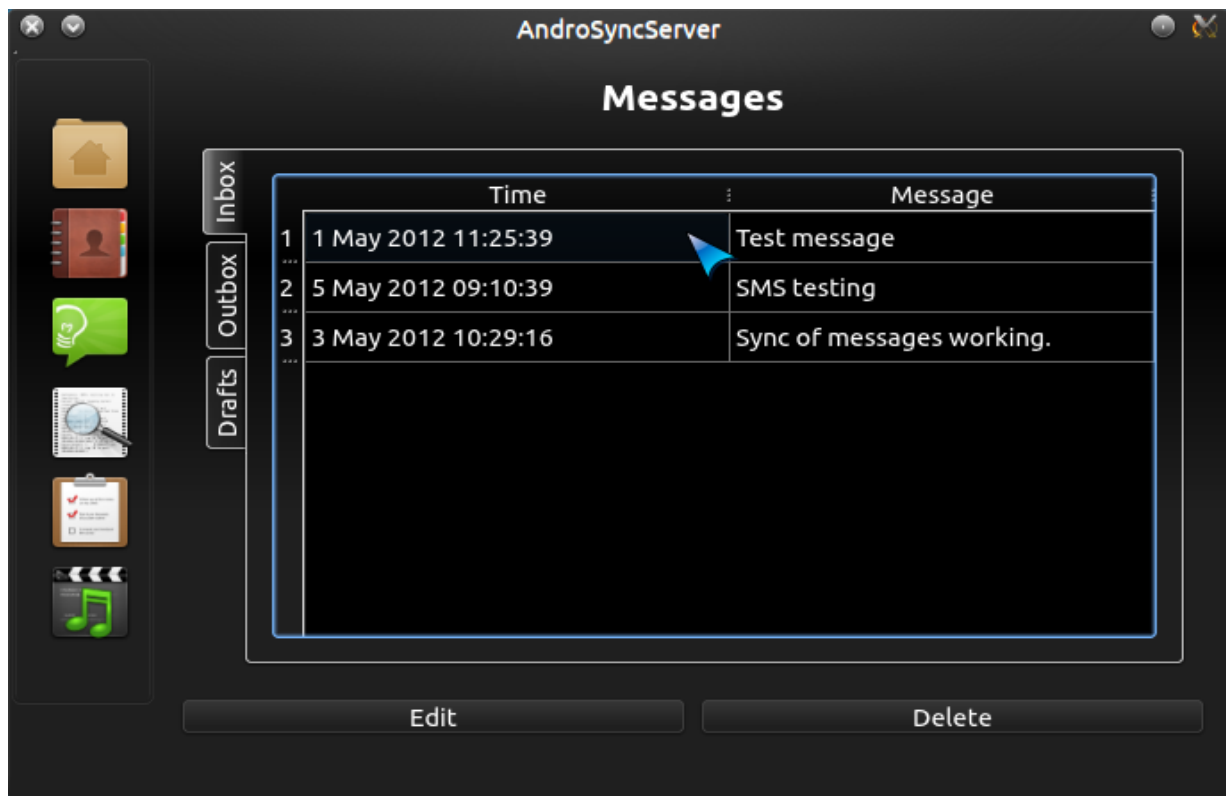 AndroSyncServer
Messages
Inbox
Outbox
Drafts
Time Message
1 1 May 2012 11:25:39 Test message
2 5 May 2012 09:10:39 SMS testing
3 3 May 2012 10:29:16 Sync of messages working.
Edit Delete